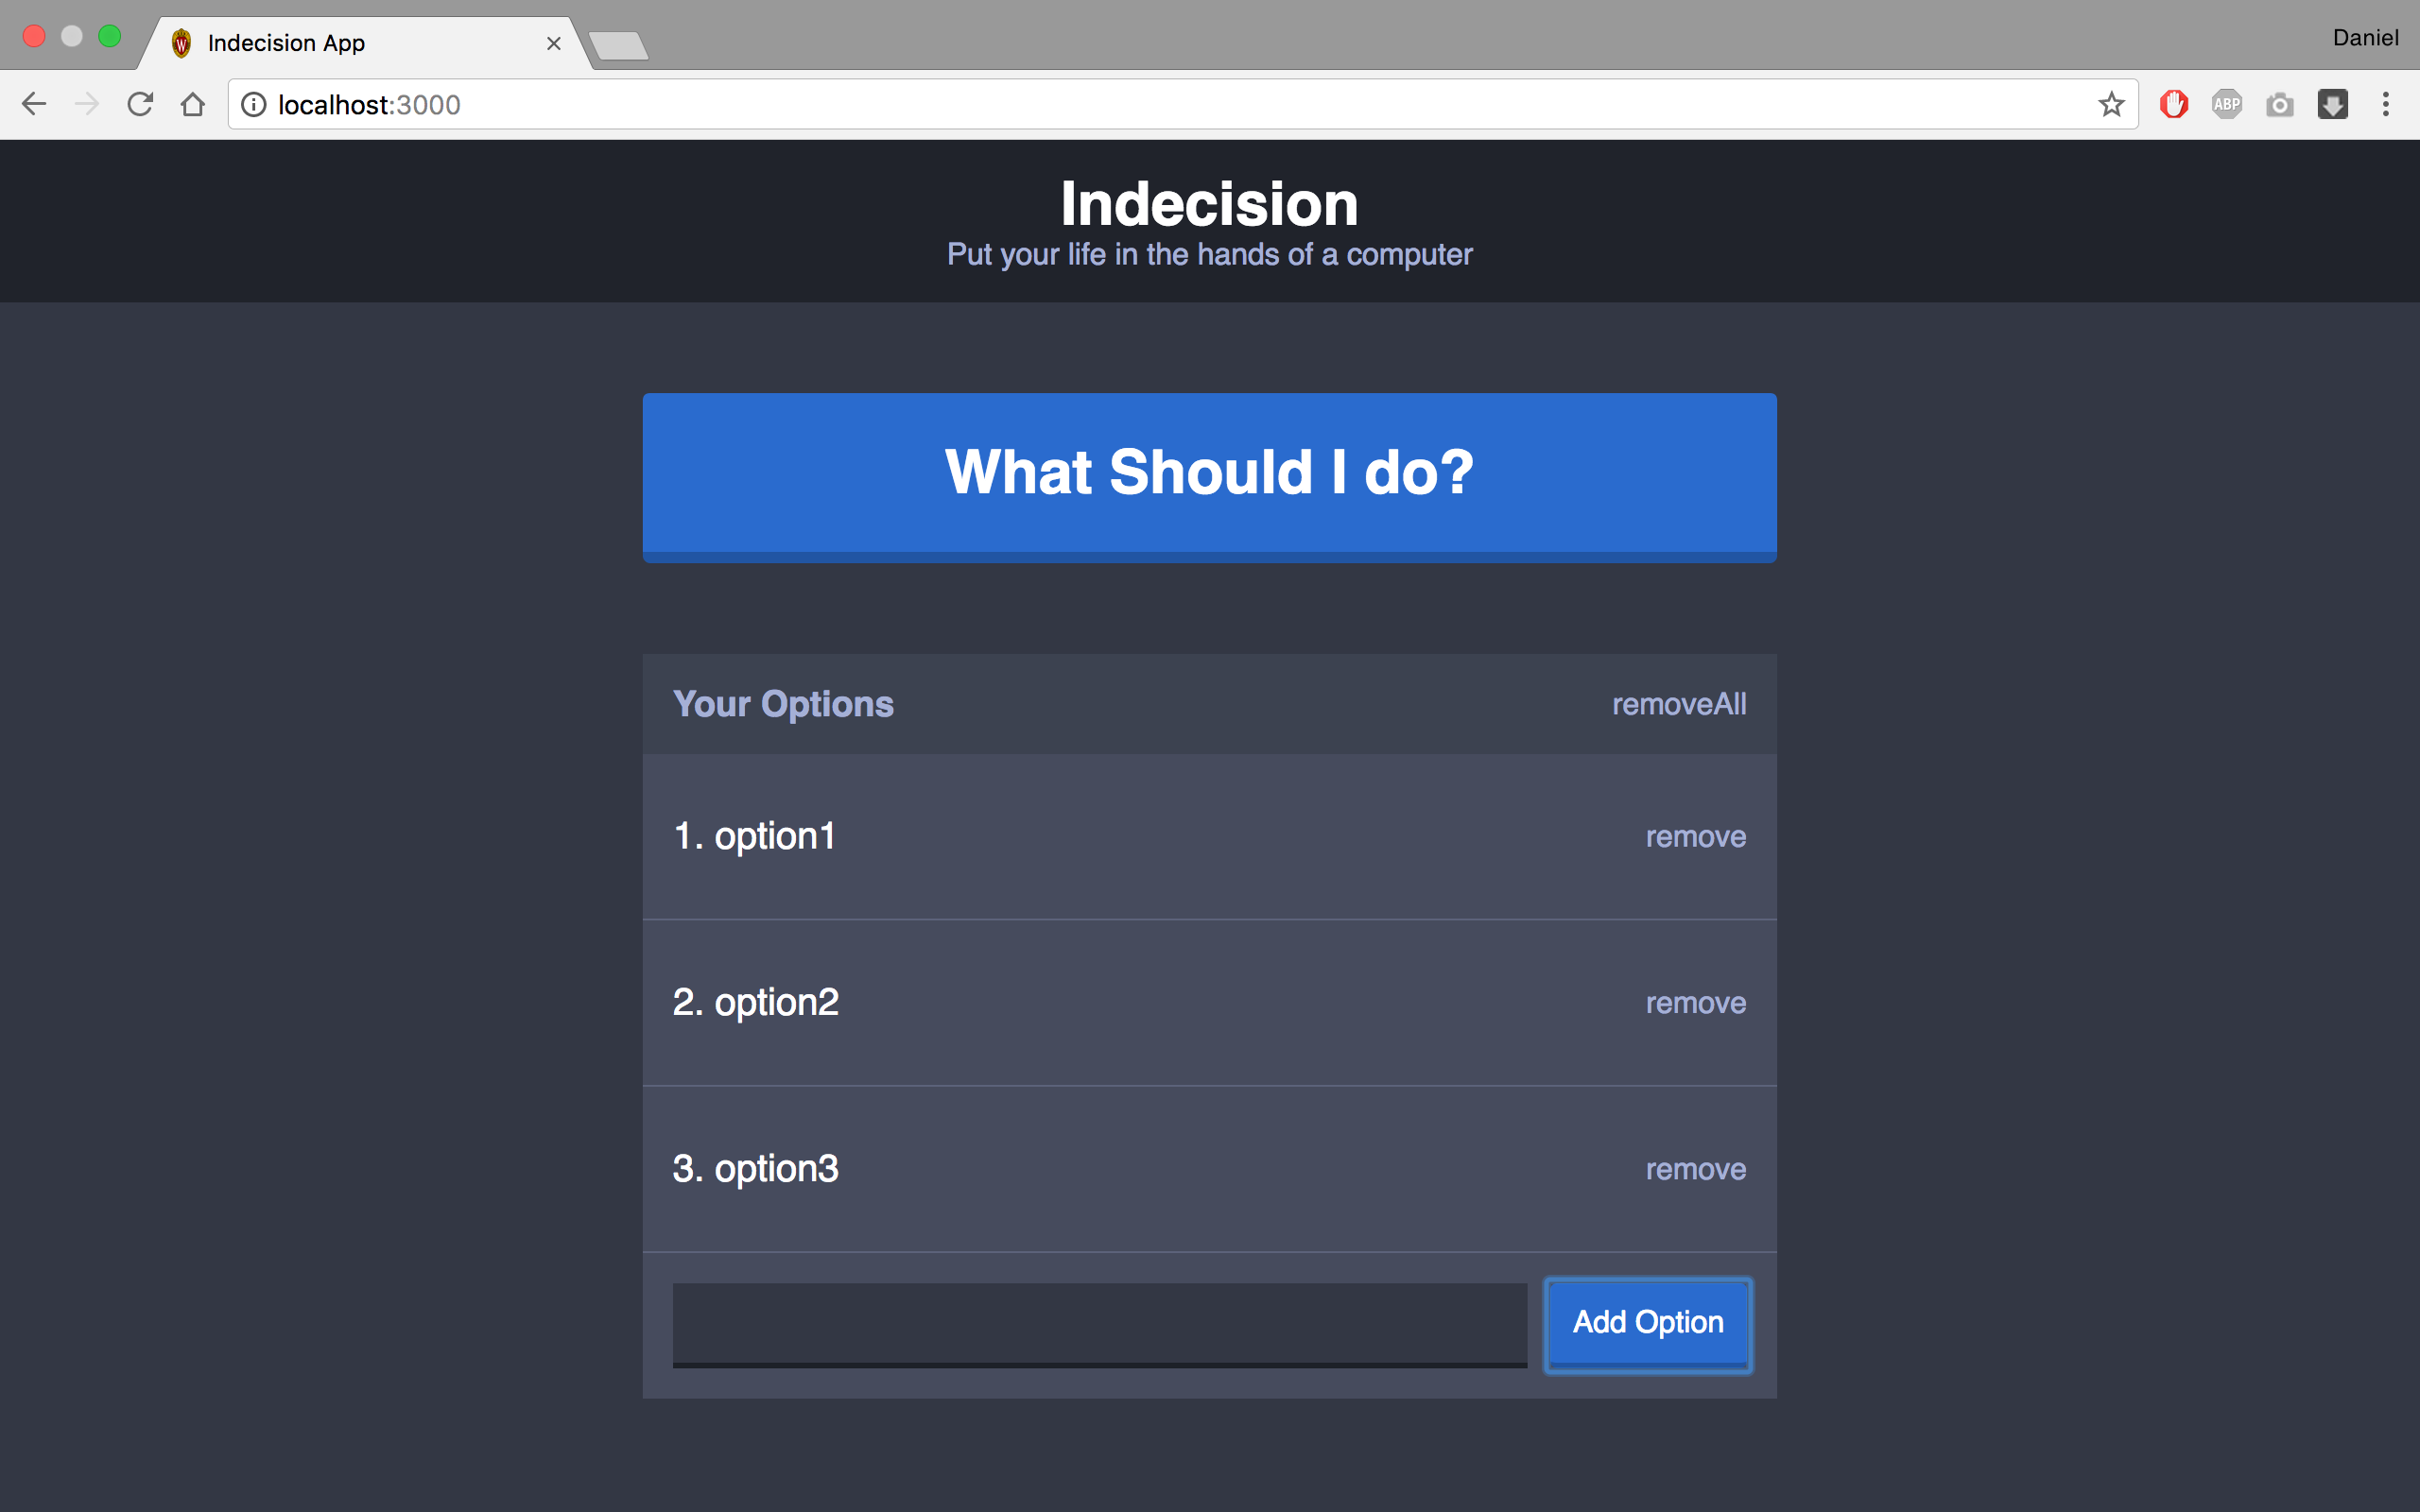 Indecision App
Daniel
localhost:3000
ABP
Indecision
Put your life in the hands of a computer
What Should I do?
Your Options removeAll
1. option1 remove
2. option2 remove
3. option3 remove
Add Option